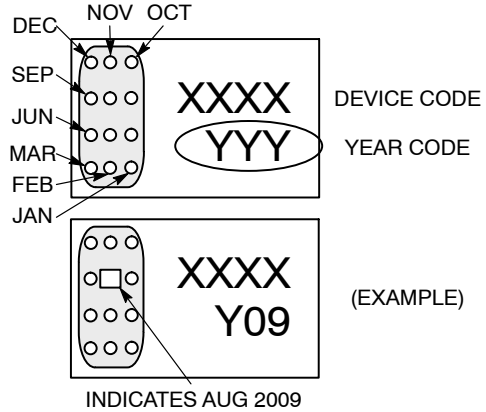 NOV OCT
DEC
SEP
XXXX DEVICE CODE
JUN
YYY YEAR CODE
MAR
FEB
JAN
XXXX
(EXAMPLE)
Y09
INDICATES AUG 2009